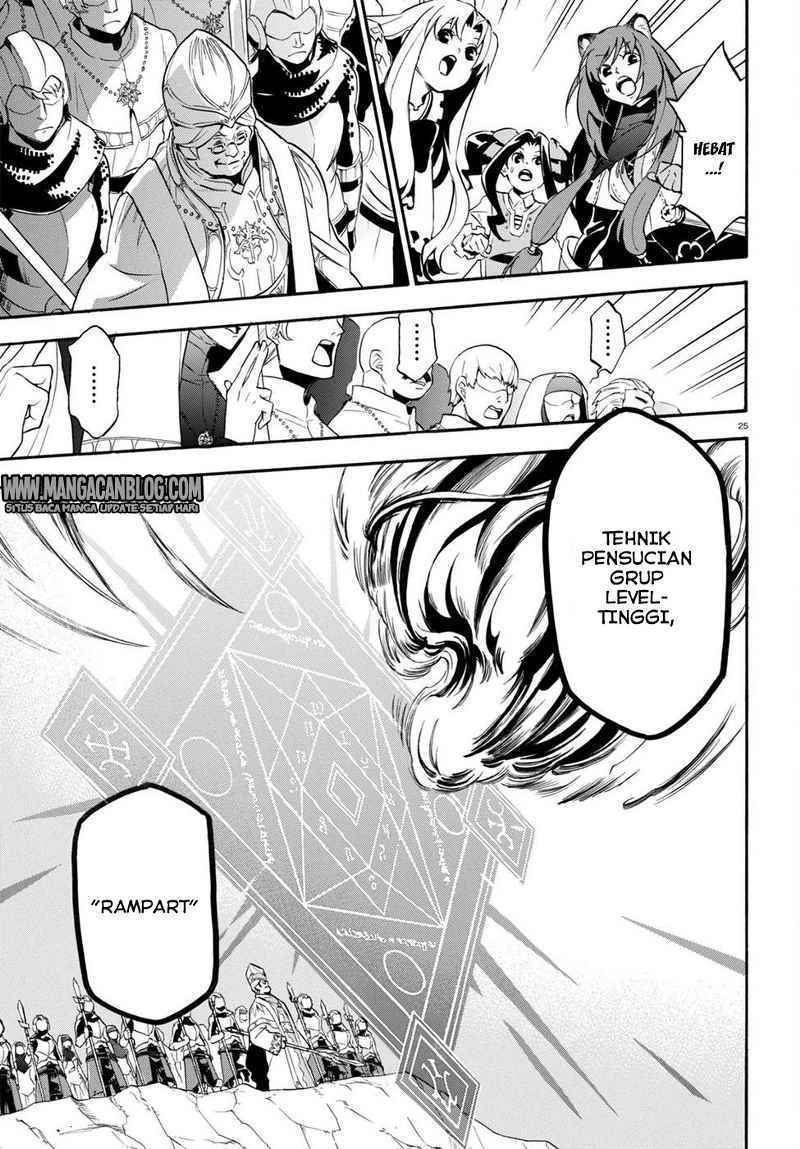 HEBAT
...!
......
......
......
25
WWW.MANGACANBLOG.COM
SITUS BACA MANGA UPDATE SETIAP HARI
TEHNIK
PENSUCIAN
GRUP
LEVEL-
TINGGI,
"RAMPART"